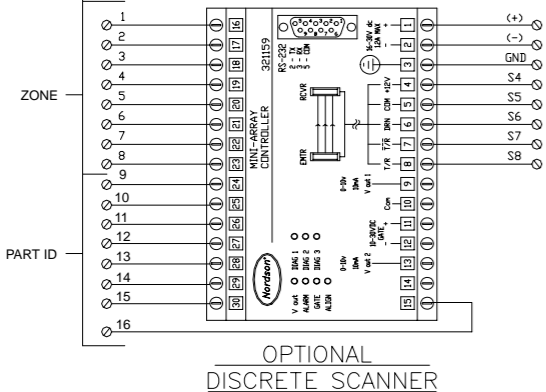 ZONE
PART ID
1
2
3
4
5
6
7
8
9
10
11
12
13
14
15
16
16
17
18
19
20
21
22
23
24
25
26
27
28
29
30
MINI-ARRAY
CONTROLLER
321159
RS-232
2 - TX
3 - RX
5 - COM
RCVR
EMTR
DIAG 1
DIAG 2
DIAG 3
V out
ALARM
GATE
ALIGN
Nordson
16-30V dc
1.2A MAX
+
-
+12V
COM
DRN
T/R
T/R
0-10v
10mA
V out 1
Com
10-30VDC
GATE
+
-
0-10v
10mA
V out 2
1
2
3
4
5
6
7
8
9
10
11
12
13
14
15
(+)
(-)
GND
S4
S5
S6
S7
S8
OPTIONAL
DISCRETE SCANNER